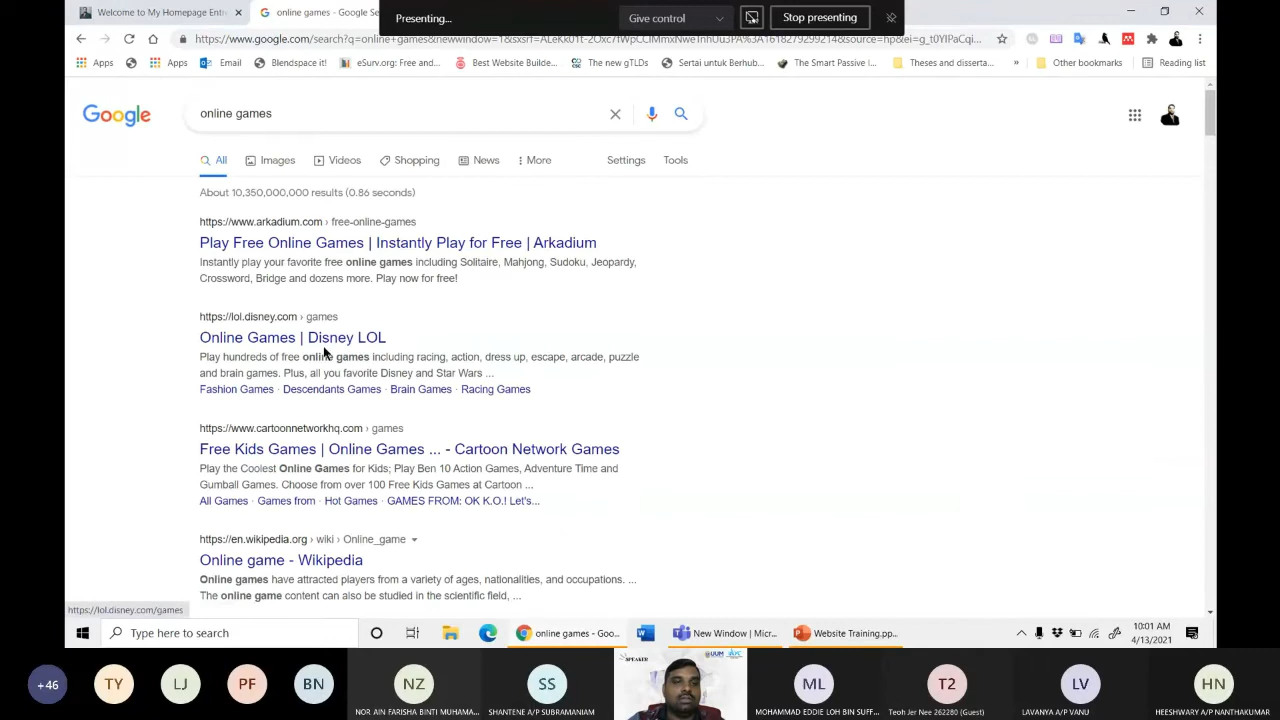 Welcome to My Homepage Entr
online games - Google Se
Presenting...
Give control
Stop presenting
Apps
Apps
Email
Blendspace it!
eSurv.org: Free and...
Best Website Builde...
The new gTLDs
Sertai untuk Berhub...
The Smart Passive I...
Theses and disserta...
»
Other bookmarks
Reading list
Google
online games
All
Images
Videos
Shopping
News
More
Settings
Tools
About 10,350,000,000 results (0.86 seconds)
https://www.arkadium.com › free-online-games
Play Free Online Games | Instantly Play for Free | Arkadium
Instantly play your favorite free online games including Solitaire, Mahjong, Sudoku, Jeopardy,
Crossword, Bridge and dozens more. Play now for free!
https://lol.disney.com › games
Online Games | Disney LOL
Play hundreds of free online games including racing, action, dress up, escape, arcade, puzzle
and brain games. Plus, all you favorite Disney and Star Wars ...
Fashion Games · Descendants Games · Brain Games · Racing Games
https://www.cartoonnetworkhq.com › games
Free Kids Games | Online Games ... - Cartoon Network Games
Play the Coolest Online Games for Kids; Play Ben 10 Action Games, Adventure Time and
Gumball Games. Choose from over 100 Free Kids Games at Cartoon ...
All Games · Games from · Hot Games · GAMES FROM: OK K.O.! Let's...
https://en.wikipedia.org › wiki › Online_game
Online game - Wikipedia
Online games have attracted players from a variety of ages, nationalities, and occupations. ...
The online game content can also be studied in the scientific field, ...
https://lol.disney.com/games
Type here to search
online games - Goo...
New Window | Micr...
Website Training.pp...
10:01 AM
4/13/2021
+46
TY
LJ
PF
BN
NZ
NOR AIN FARISHA BINTI MUHAMA...
SS
SHANTENE A/P SUBRAMANIAM
SPEAKER
UUM
ML
MOHAMMAD EDDIE LOH BIN SUFF...
T2
Teoh Jer Nee 262280 (Guest)
LV
LAVANYA A/P VANU
HN
HEESHWARY A/P NANTHAKUMAR